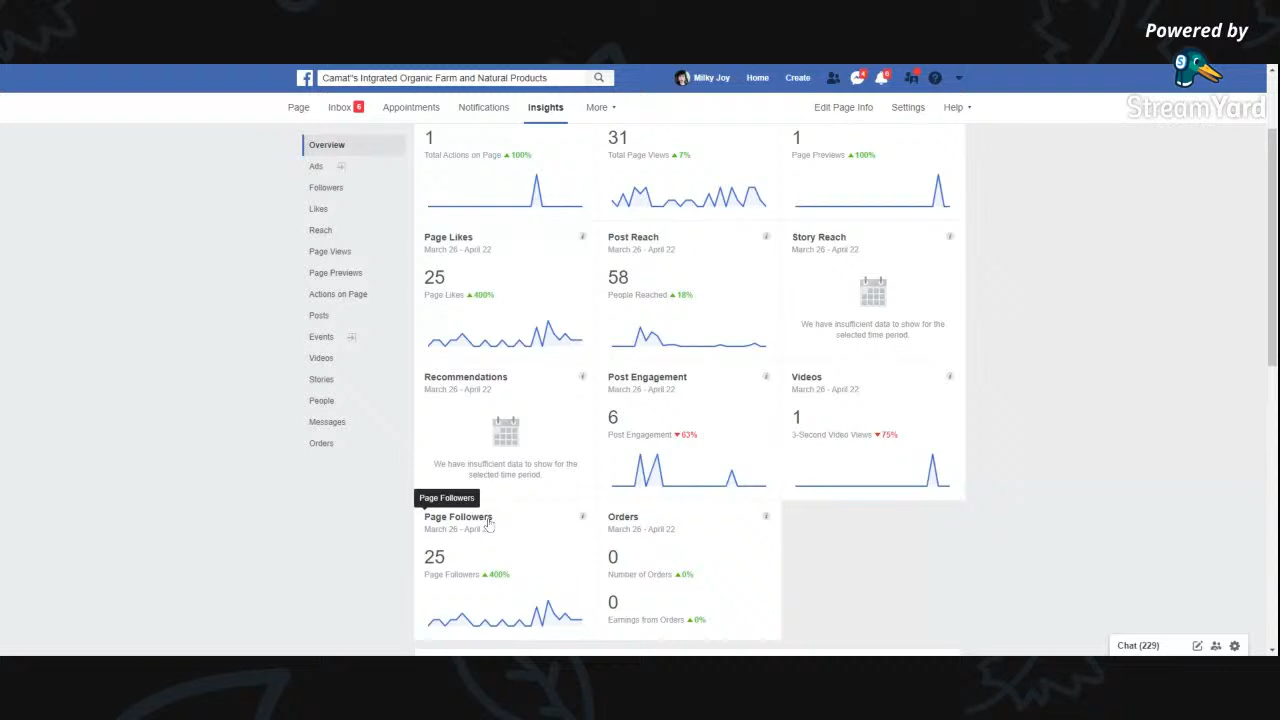 Powered by
StreamYard
Camat"s Intgrated Organic Farm and Natural Products
Milky Joy Home Create 4 8
Page Inbox 6 Appointments Notifications Insights More Edit Page Info Settings Help
Overview
Ads
Followers
Likes
Reach
Page Views
Page Previews
Actions on Page
Posts
Events
Videos
Stories
People
Messages
Orders
1
Total Actions on Page 100%
31
Total Page Views 7%
1
Page Previews 100%
Page Likes
March 26 - April 22
25
Page Likes 400%
Post Reach
March 26 - April 22
58
People Reached 18%
Story Reach
March 26 - April 22
We have insufficient data to show for the
selected time period.
Recommendations
March 26 - April 22
We have insufficient data to show for the
selected time period.
Post Engagement
March 26 - April 22
6
Post Engagement 63%
Videos
March 26 - April 22
1
3-Second Video Views 75%
Page Followers
Page Followers
March 26 - April
25
Page Followers 400%
Orders
March 26 - April 22
0
Number of Orders 0%
0
Earnings from Orders 0%
Chat (229)